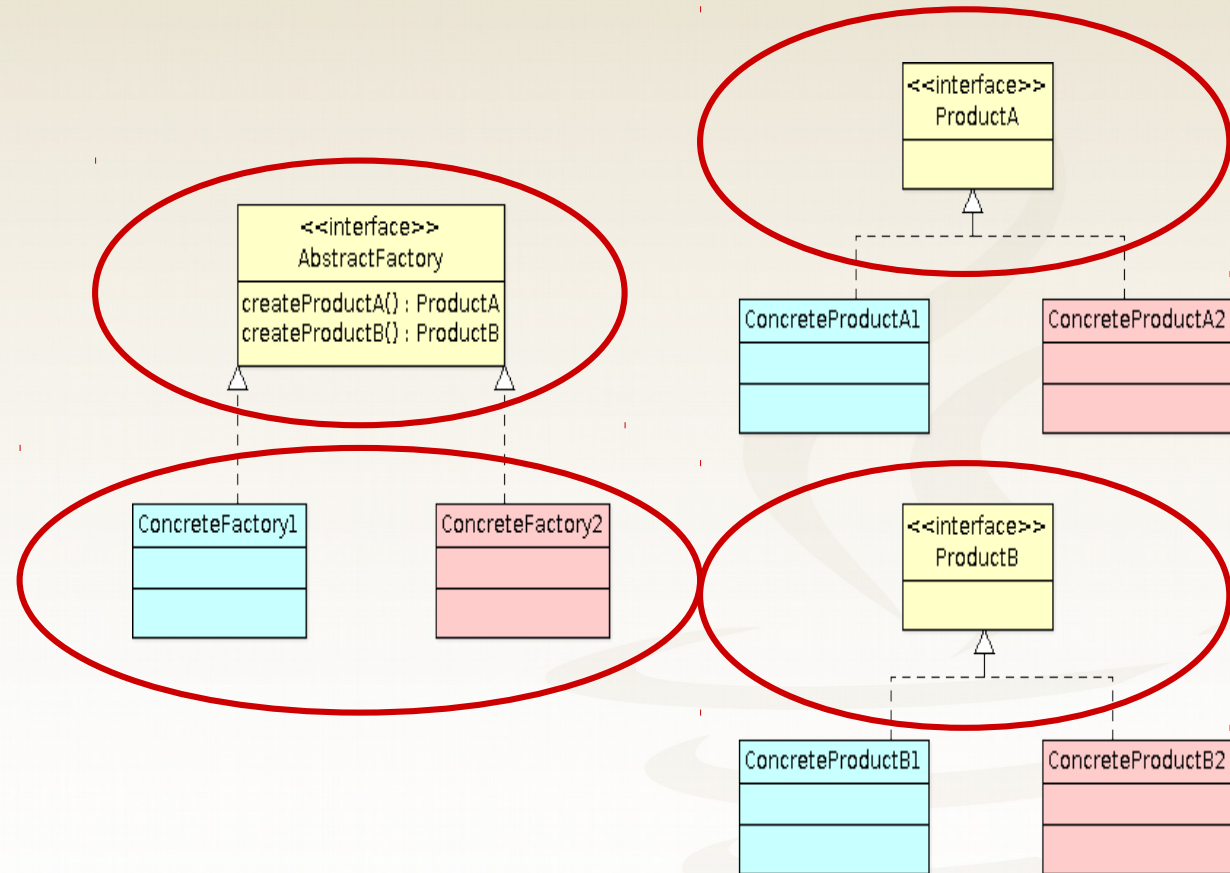 <<interface>>
ProductA
<<interface>>
AbstractFactory
createProductA() : ProductA
createProductB() : ProductB
ConcreteProductA1
ConcreteProductA2
ConcreteFactory1
ConcreteFactory2
<<interface>>
ProductB
ConcreteProductB1
ConcreteProductB2